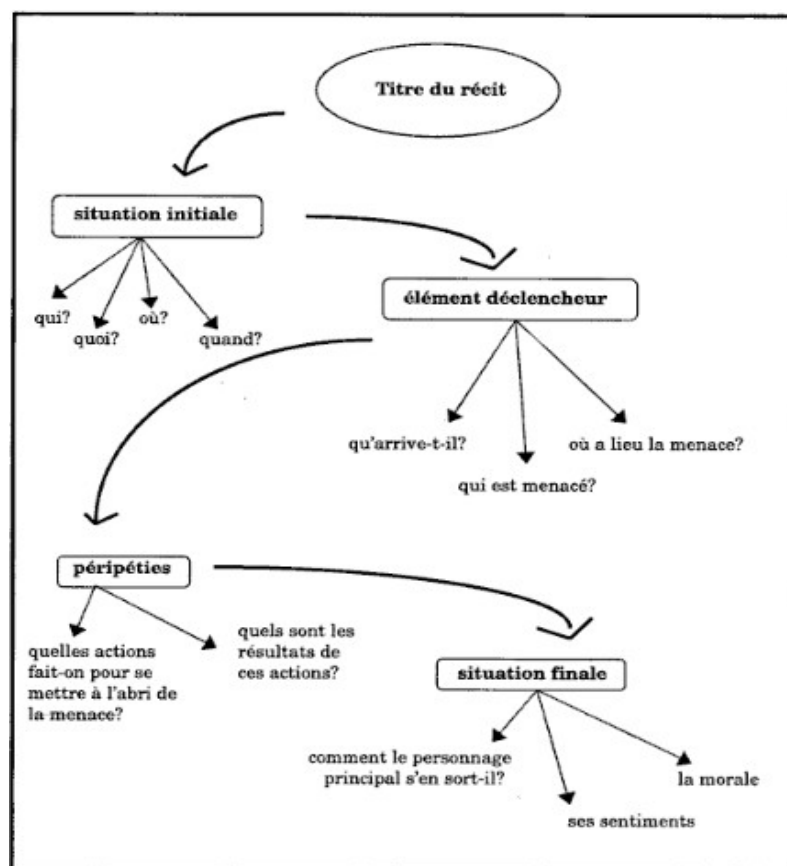 Titre du récit
situation initiale
qui?
quoi?
où?
quand?
élément déclencheur
qu'arrive-t-il?
qui est menacé?
où a lieu la menace?
péripéties
quelles actions
fait-on pour se
mettre à l'abri de
la menace?
quels sont les
résultats de
ces actions?
situation finale
comment le personnage
principal s'en sort-il?
ses sentiments
la morale